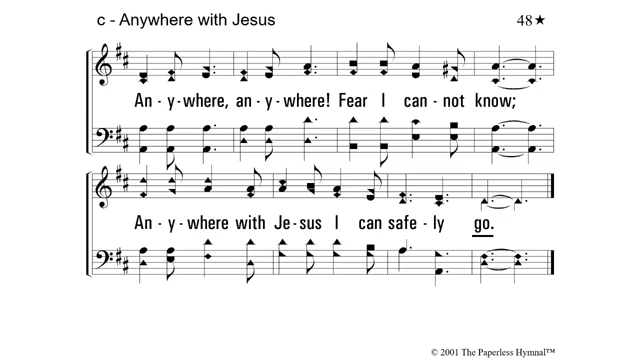 c - Anywhere with Jesus
48★
An - y - where, an - y - where! Fear I can - not know;
An - y - where with Je - sus I can safe - ly go.
© 2001 The Paperless Hymnal™